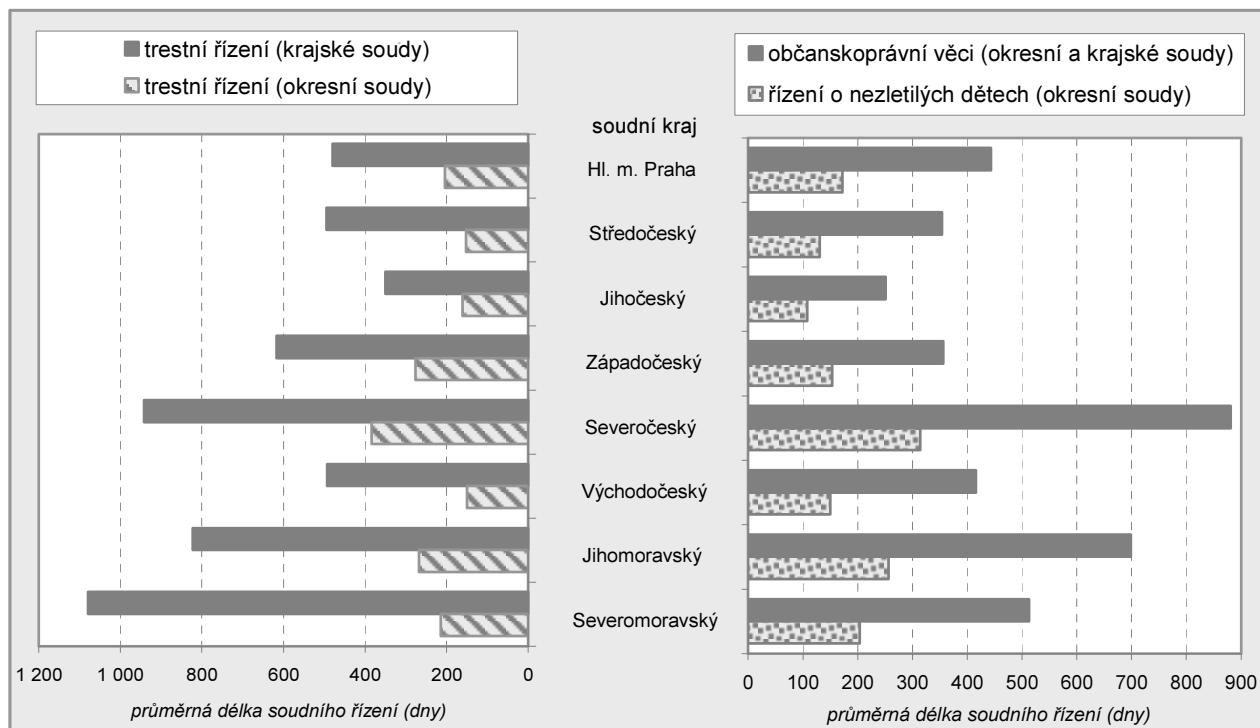 trestní řízení (krajské soudy)
trestní řízení (okresní soudy)
občanskoprávní věci (okresní a krajské soudy)
řízení o nezletilých dětech (okresní soudy)
soudní kraj
Hl. m. Praha
Středočeský
Jihočeský
Západočeský
Severočeský
Východočeský
Jihomoravský
Severomoravský
1 200 1 000 800 600 400 200 0
0 100 200 300 400 500 600 700 800 900
průměrná délka soudního řízení (dny)
průměrná délka soudního řízení (dny)